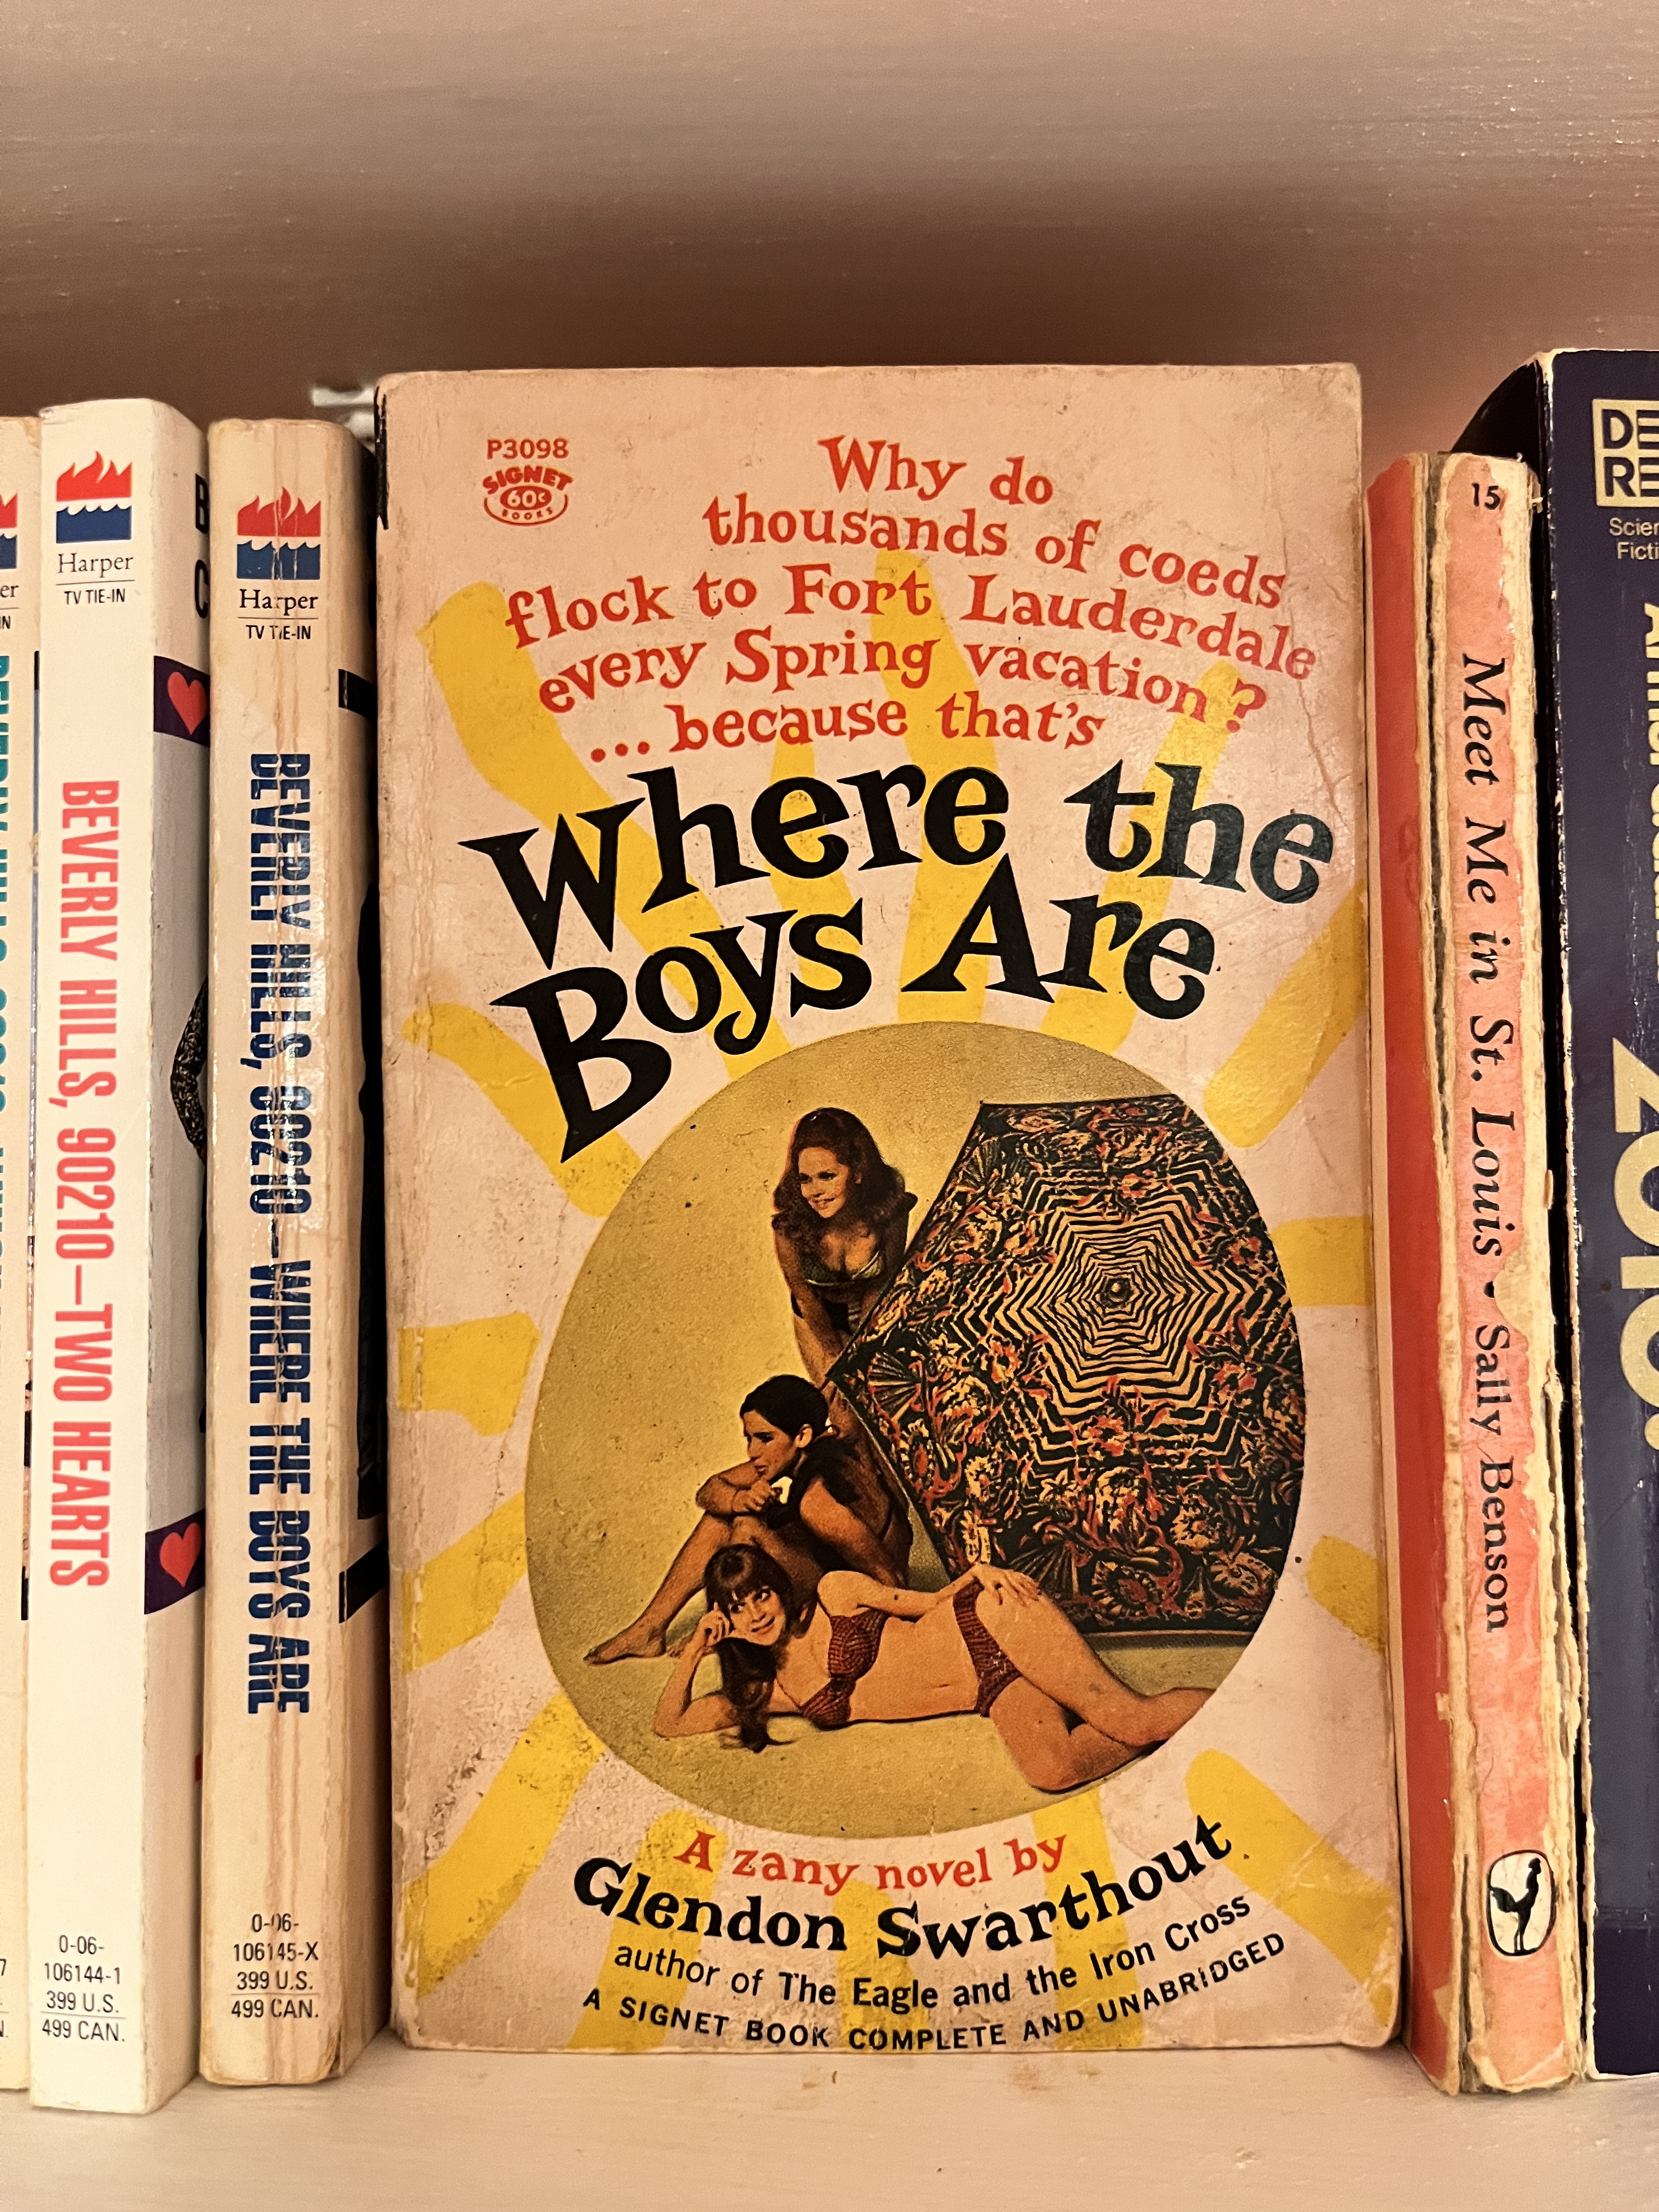 Harper
TV TIE-IN
BEVERLY HILLS, 90210—TWO HEARTS
0-06-
106144-1
399 U.S.
499 CAN.
Harper
TV TIE-IN
BEVERLY HILLS, 90210—WHERE THE BOYS ARE
0-06-
106145-X
399 U.S.
499 CAN.
P3098
SIGNET
60¢
BOOKS
Why do
thousands of coeds
flock to Fort Lauderdale
every Spring vacation?
...because that's
Where the
Boys Are
A zany novel by
Glendon Swarthout
author of The Eagle and the Iron Cross
A SIGNET BOOK COMPLETE AND UNABRIDGED
15
Meet Me in St. Louis • Sally Benson